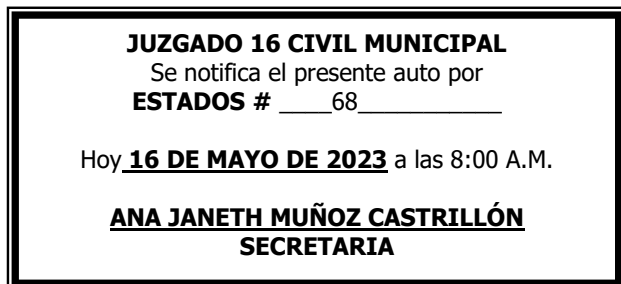 JUZGADO 16 CIVIL MUNICIPAL
Se notifica el presente auto por
ESTADOS # ____68___________
Hoy 16 DE MAYO DE 2023 a las 8:00 A.M.
ANA JANETH MUÑOZ CASTRILLÓN
SECRETARIA